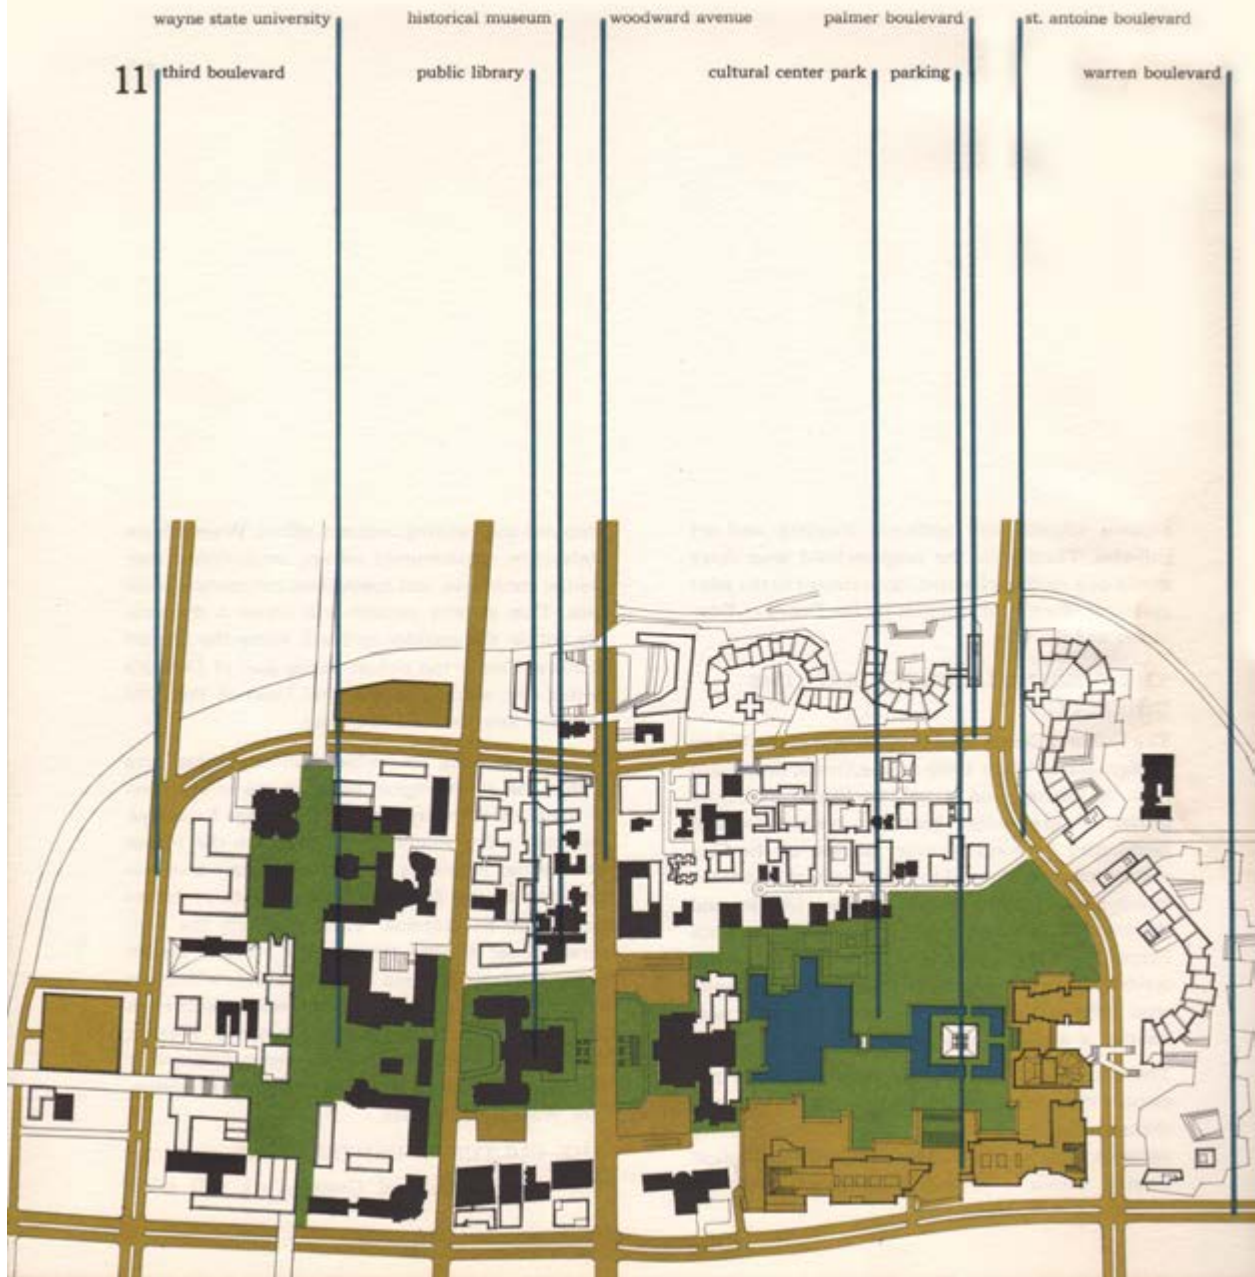 wayne state university
historical museum
woodward avenue
palmer boulevard
st. antoine boulevard
11
third boulevard
public library
cultural center park
parking
warren boulevard